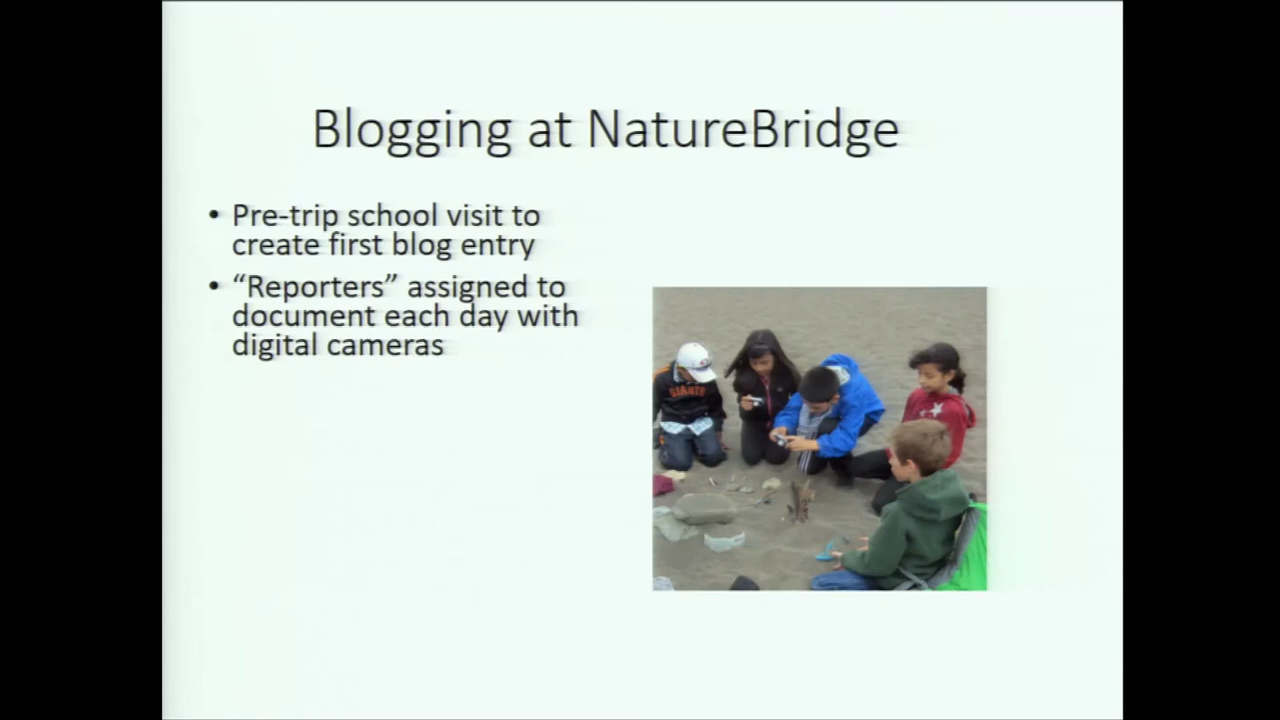 Blogging at NatureBridge
• Pre-trip school visit to
create first blog entry
• “Reporters” assigned to
document each day with
digital cameras
GIANTS